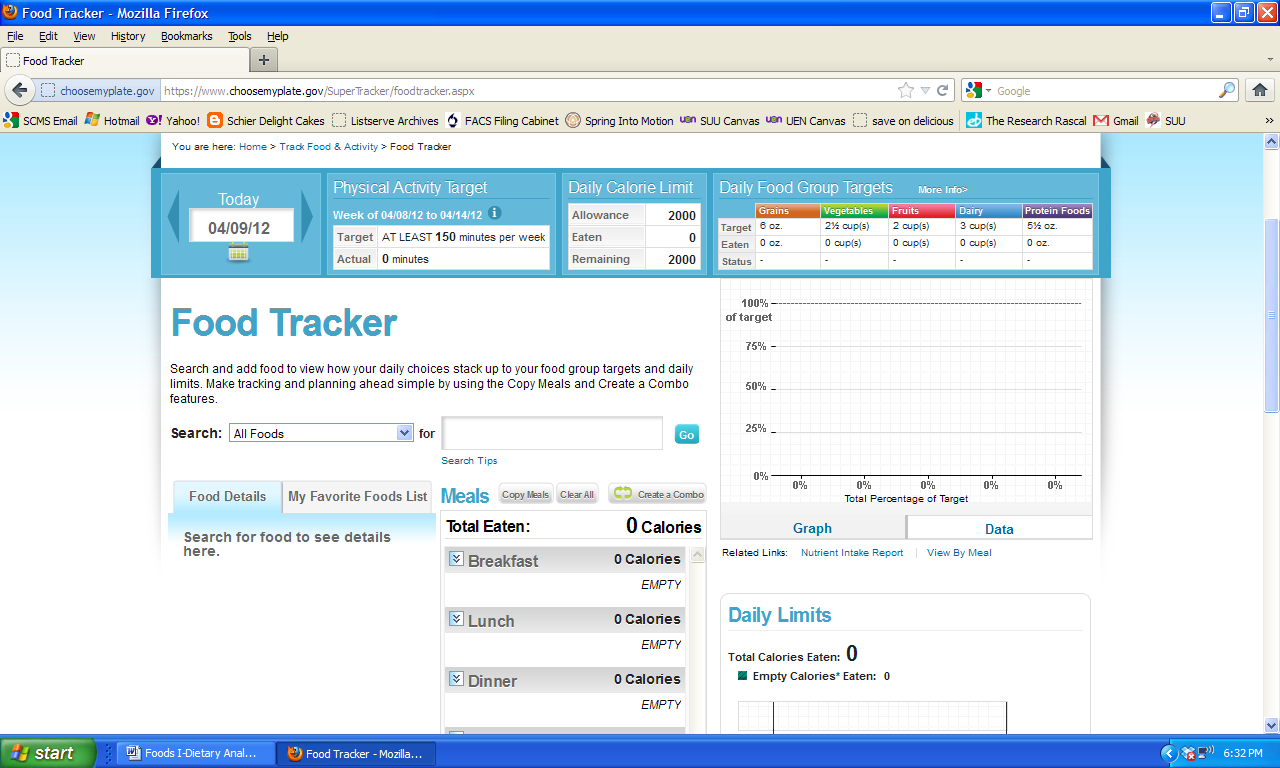 Food Tracker - Mozilla Firefox
File Edit View History Bookmarks Tools Help
Food Tracker
choosemyplate.gov https://www.choosemyplate.gov/SuperTracker/foodtracker.aspx Google
SCMS Email Hotmail Yahoo! Schier Delight Cakes Listserve Archives FACS Filing Cabinet Spring Into Motion SUU Canvas UEN Canvas save on delicious The Research Rascal Gmail SUU »
You are here: Home > Track Food & Activity > Food Tracker
Today
04/09/12
Physical Activity Target
Week of 04/08/12 to 04/14/12
Target AT LEAST 150 minutes per week
Actual 0 minutes
Daily Calorie Limit
Allowance 2000
Eaten 0
Remaining 2000
Daily Food Group Targets More Info>
Grains Vegetables Fruits Dairy Protein Foods
Target 6 oz. 2½ cup(s) 2 cup(s) 3 cup(s) 5½ oz.
Eaten 0 oz. 0 cup(s) 0 cup(s) 0 cup(s) 0 oz.
Status - - - - -
Food Tracker
Search and add food to view how your daily choices stack up to your food group targets and daily
limits. Make tracking and planning ahead simple by using the Copy Meals and Create a Combo
features.
Search: All Foods for Go
Search Tips
Food Details My Favorite Foods List
Search for food to see details
here.
Meals Copy Meals Clear All Create a Combo
Total Eaten: 0 Calories
Breakfast 0 Calories
EMPTY
Lunch 0 Calories
EMPTY
Dinner 0 Calories
EMPTY
100%
of target
75%
50%
25%
0%
0% 0% 0% 0% 0%
Total Percentage of Target
Graph Data
Related Links: Nutrient Intake Report | View By Meal
Daily Limits
Total Calories Eaten: 0
Empty Calories* Eaten: 0
start Foods I-Dietary Anal... Food Tracker - Mozilla... 6:32 PM